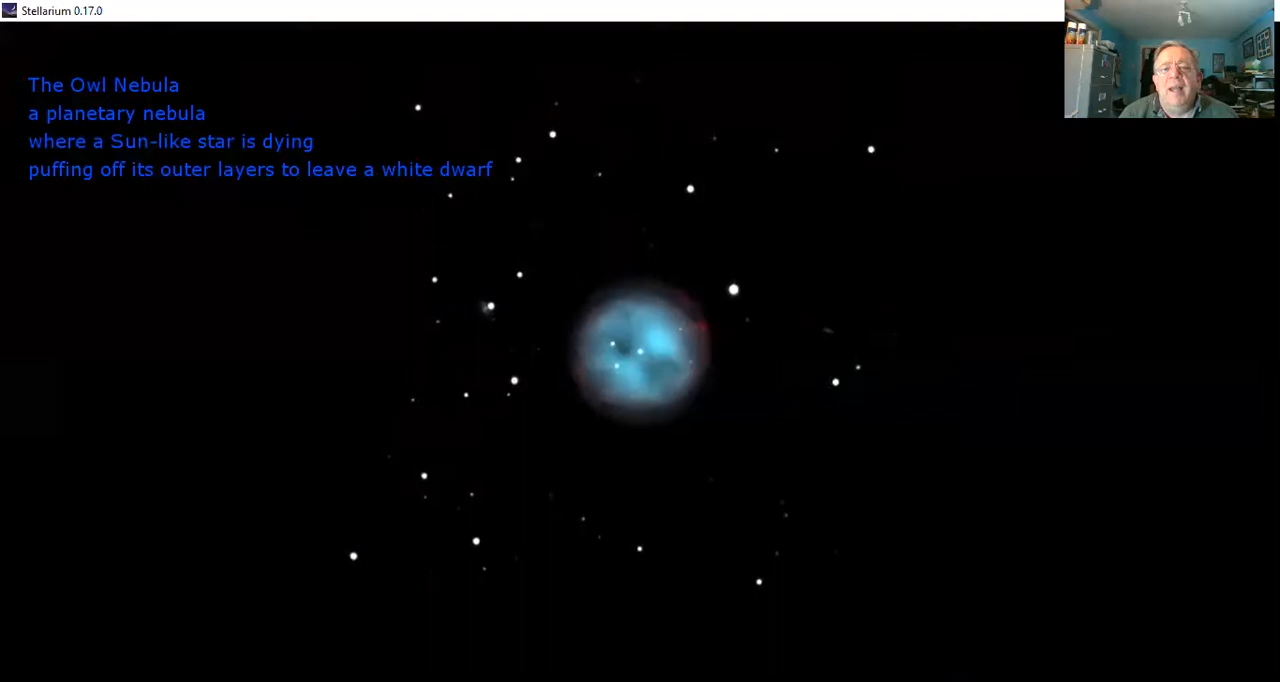 Stellarium 0.17.0
The Owl Nebula
a planetary nebula
where a Sun-like star is dying
puffing off its outer layers to leave a white dwarf